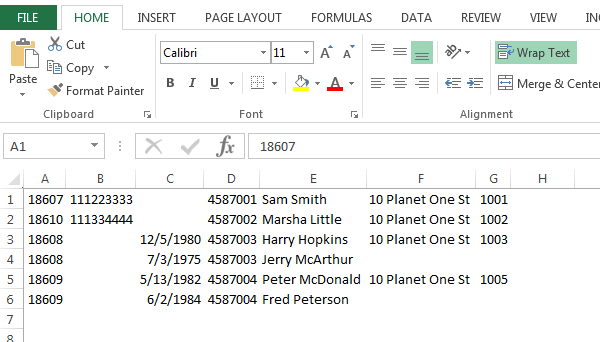 FILE HOME INSERT PAGE LAYOUT FORMULAS DATA REVIEW VIEW INS
Cut
Copy
Format Painter
Paste
Clipboard
Calibri 11 A A
B I U A
Font
ab
Wrap Text
Merge & Center
Alignment
A1 fx 18607
A B C D E F G H
1 18607 111223333 4587001 Sam Smith 10 Planet One St 1001
2 18610 111334444 4587002 Marsha Little 10 Planet One St 1002
3 18608 12/5/1980 4587003 Harry Hopkins 10 Planet One St 1003
4 18608 7/3/1975 4587003 Jerry McArthur
5 18609 5/13/1982 4587004 Peter McDonald 10 Planet One St 1005
6 18609 6/2/1984 4587004 Fred Peterson
7
8